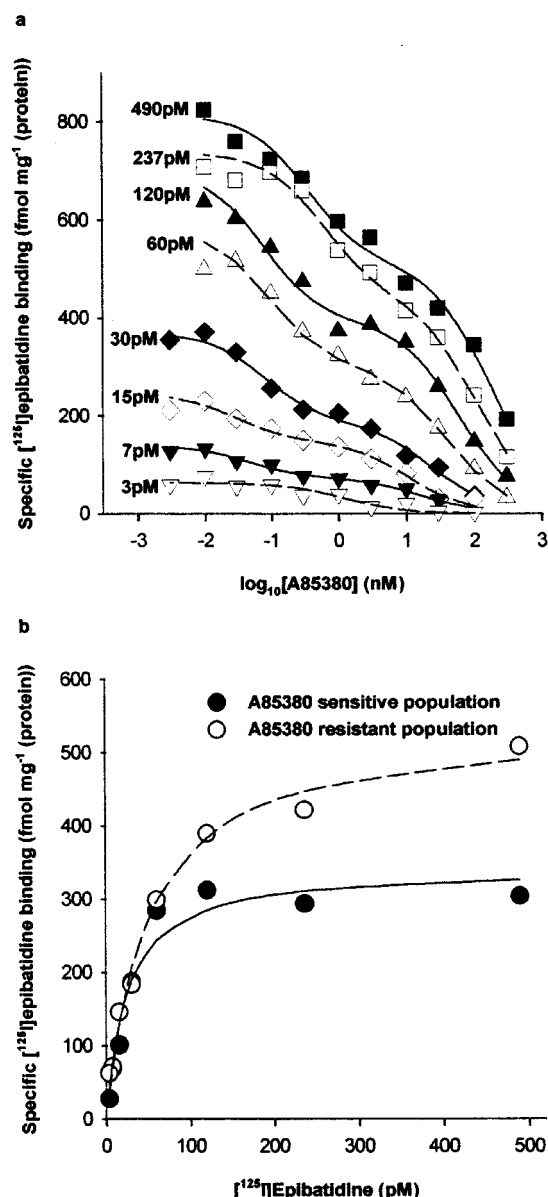 a
Specific [125I]epibatidine binding (fmol mg-1 (protein))
800
600
400
200
0
490pM
237pM
120pM
60pM
30pM
15pM
7pM
3pM
-3
-2
-1
0
1
2
3
log10[A85380] (nM)
b
Specific [125I]epibatidine binding (fmol mg-1 (protein))
600
500
400
300
200
100
0
A85380 sensitive population
A85380 resistant population
0
100
200
300
400
500
[125I]Epibatidine (pM)